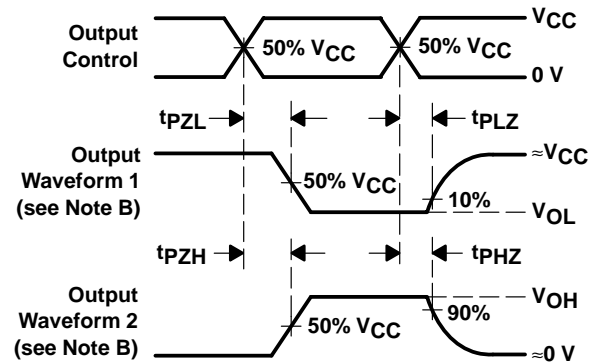 Output
Control
50% VCC
50% VCC
VCC
0 V
tPZL
tPLZ
Output
Waveform 1
(see Note B)
50% VCC
10%
≈VCC
VOL
tPZH
tPHZ
Output
Waveform 2
(see Note B)
50% VCC
90%
VOH
≈0 V